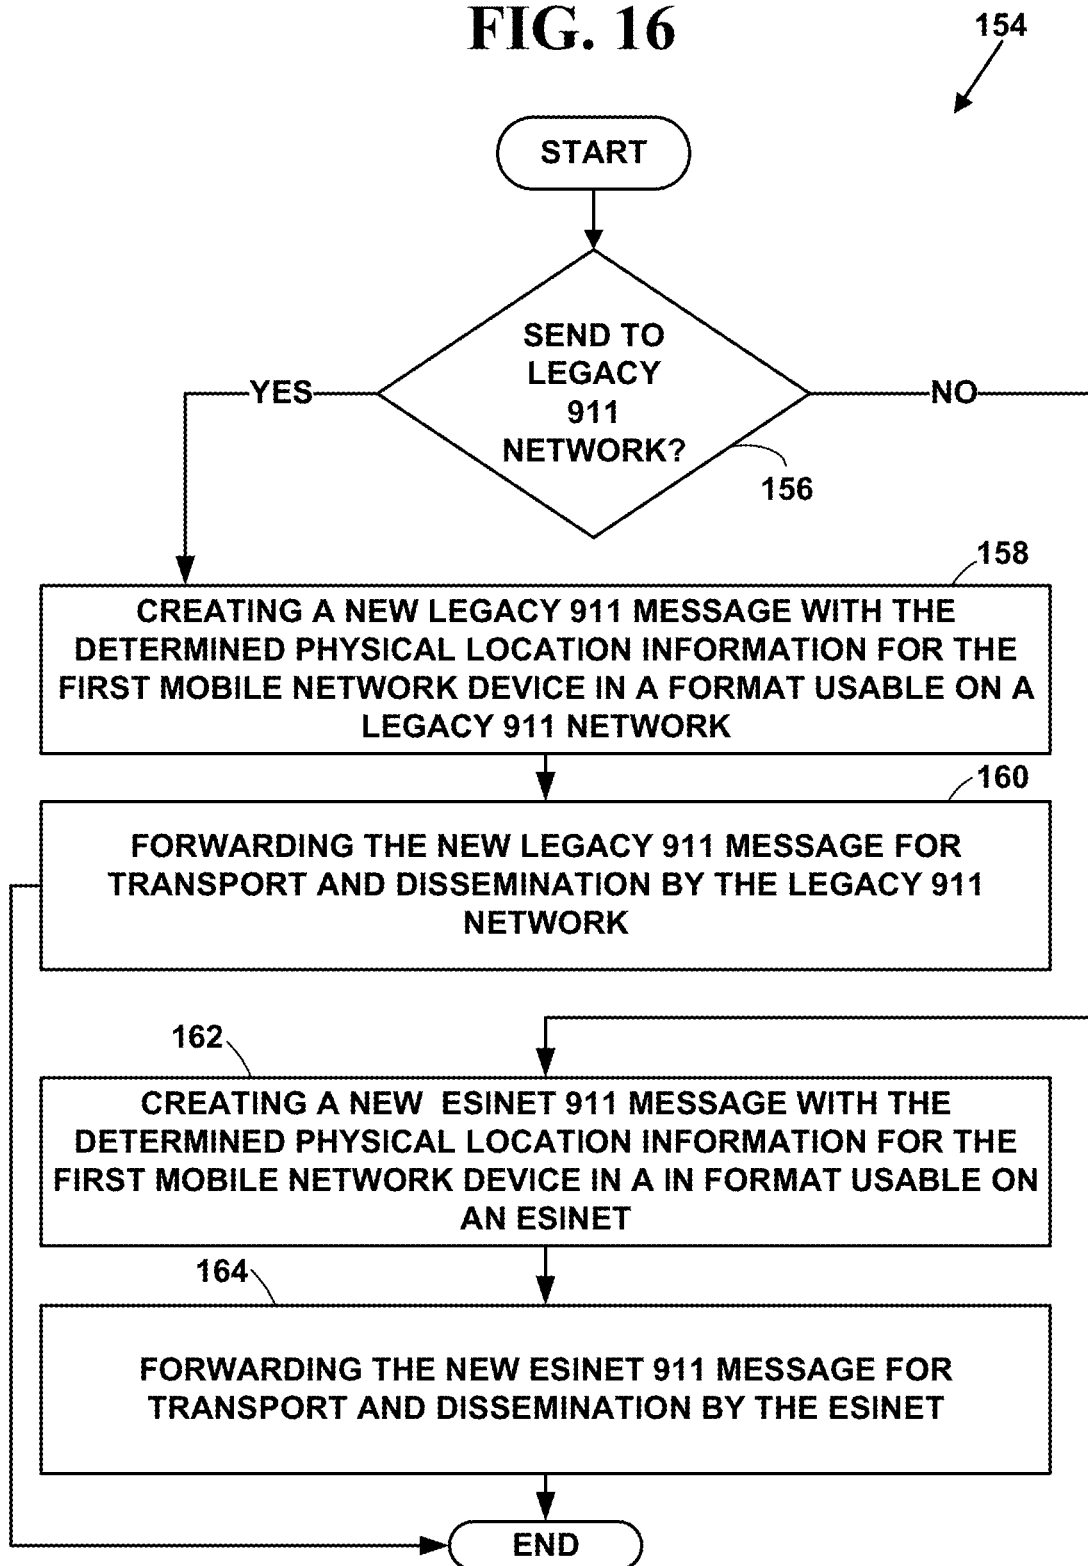 FIG. 16
154
START
SEND TO
LEGACY
911
NETWORK?
YES
NO
156
158
CREATING A NEW LEGACY 911 MESSAGE WITH THE
DETERMINED PHYSICAL LOCATION INFORMATION FOR THE
FIRST MOBILE NETWORK DEVICE IN A FORMAT USABLE ON A
LEGACY 911 NETWORK
160
FORWARDING THE NEW LEGACY 911 MESSAGE FOR
TRANSPORT AND DISSEMINATION BY THE LEGACY 911
NETWORK
162
CREATING A NEW ESINET 911 MESSAGE WITH THE
DETERMINED PHYSICAL LOCATION INFORMATION FOR THE
FIRST MOBILE NETWORK DEVICE IN A IN FORMAT USABLE ON
AN ESINET
164
FORWARDING THE NEW ESINET 911 MESSAGE FOR
TRANSPORT AND DISSEMINATION BY THE ESINET
END